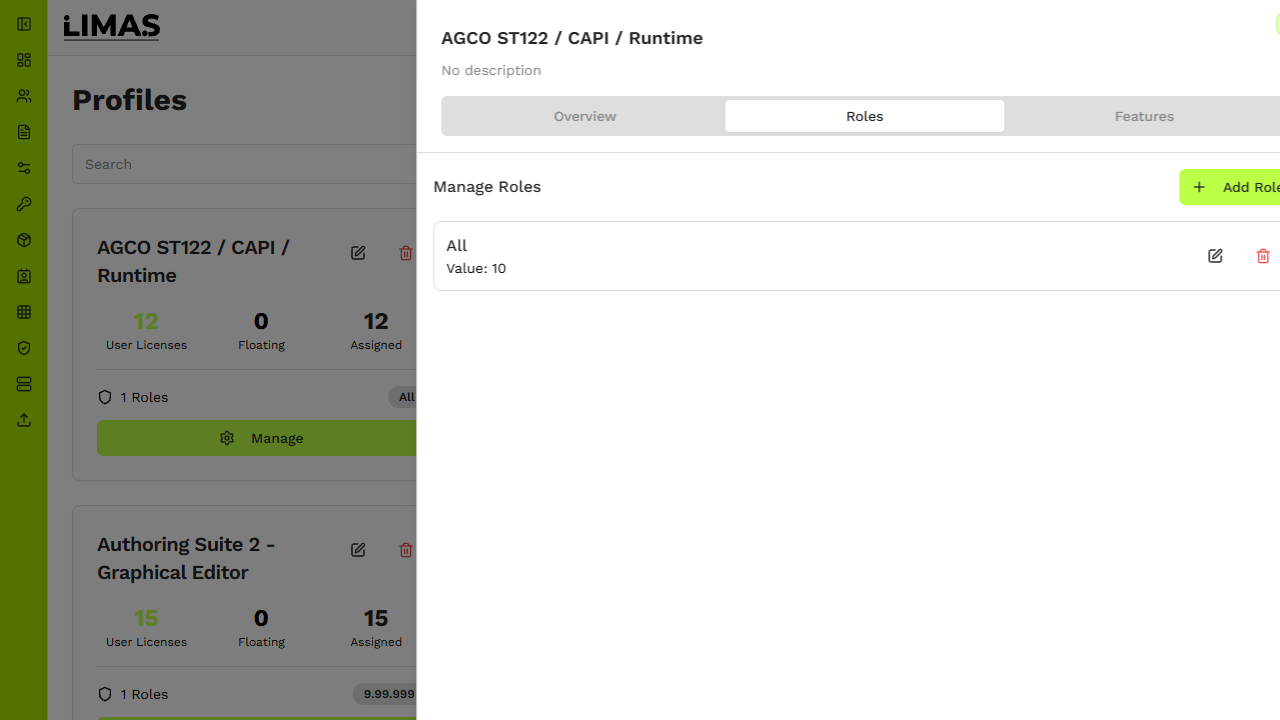 LIMAS
Profiles
Search
AGCO ST122 / CAPI /
Runtime
12
User Licenses
0
Floating
12
Assigned
1 Roles
All
Manage
Authoring Suite 2 -
Graphical Editor
15
User Licenses
0
Floating
15
Assigned
1 Roles
9.99.999
AGCO ST122 / CAPI / Runtime
No description
Overview
Roles
Features
Manage Roles
Add Role
All
Value: 10